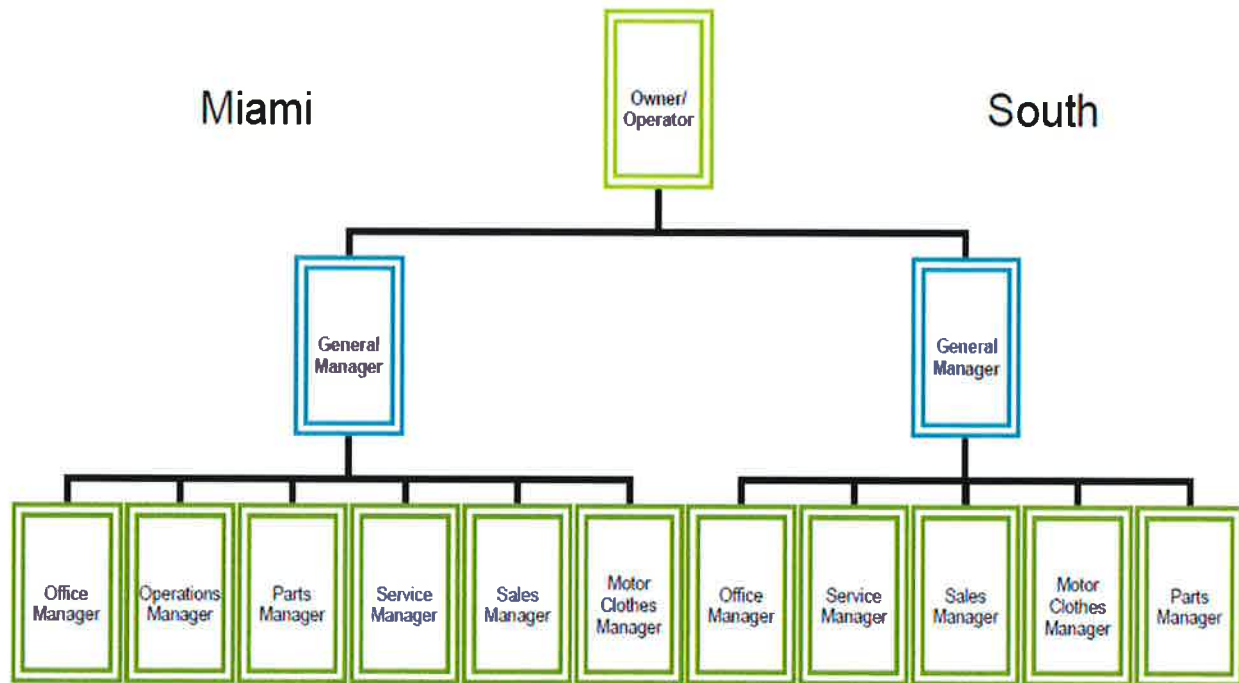 Miami
South
Owner/
Operator
General
Manager
General
Manager
Office
Manager
Operations
Manager
Parts
Manager
Service
Manager
Sales
Manager
Motor
Clothes
Manager
Office
Manager
Service
Manager
Sales
Manager
Motor
Clothes
Manager
Parts
Manager